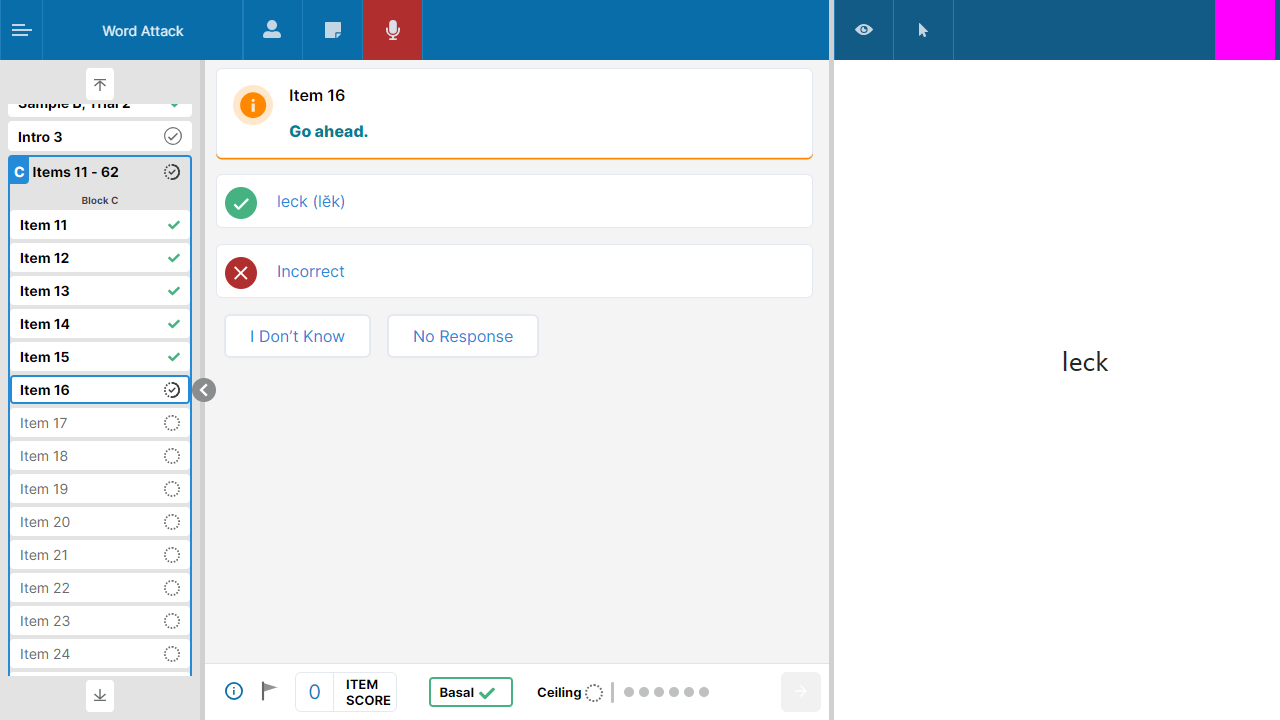 Word Attack
Sample B, Trial 2
Intro 3
C Items 11 - 62
Block C
Item 11
Item 12
Item 13
Item 14
Item 15
Item 16
Item 17
Item 18
Item 19
Item 20
Item 21
Item 22
Item 23
Item 24
Item 16
Go ahead.
leck (lĕk)
Incorrect
I Don’t Know
No Response
0
ITEM
SCORE
Basal
Ceiling
leck